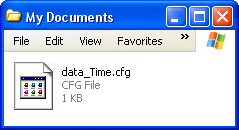 My Documents
File Edit View Favorites »
data_Time.cfg
CFG File
1 KB